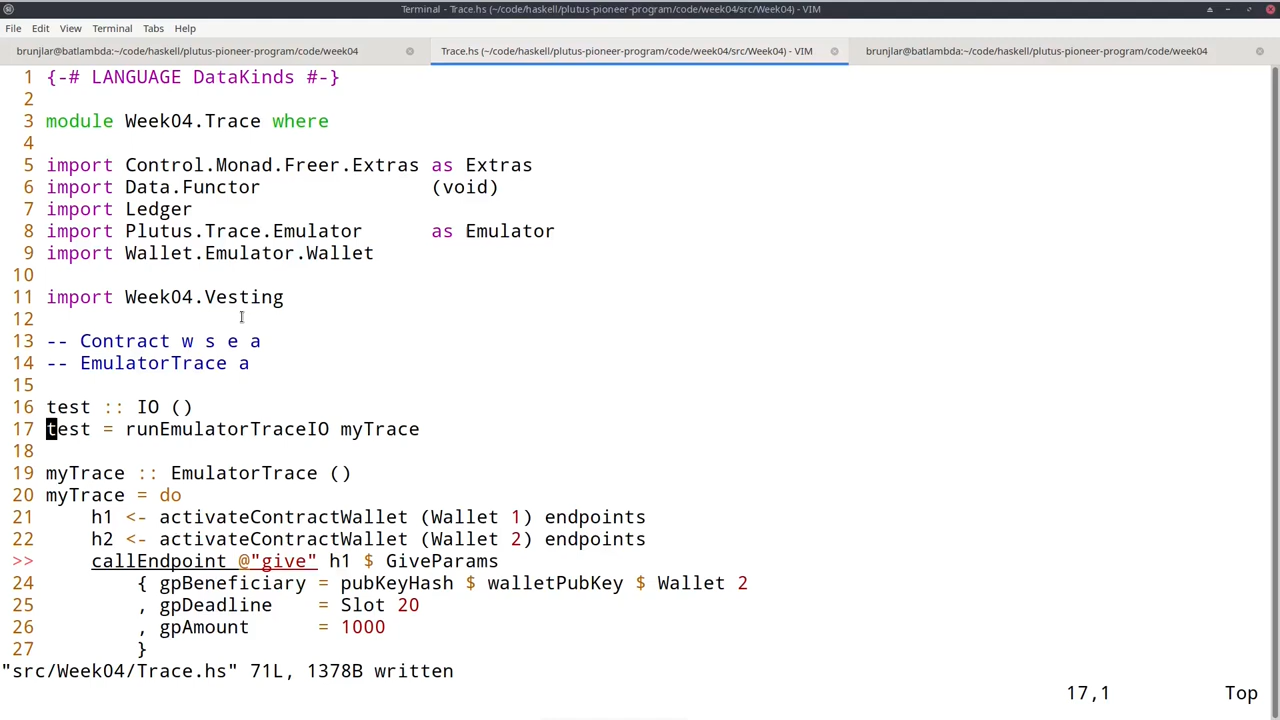 Terminal - Trace.hs (~/code/haskell/plutus-pioneer-program/code/week04/src/Week04) - VIM
File Edit View Terminal Tabs Help
brunjlar@batlambda:~/code/haskell/plutus-pioneer-program/code/week04 Trace.hs (~/code/haskell/plutus-pioneer-program/code/week04/src/Week04) - VIM brunjlar@batlambda:~/code/haskell/plutus-pioneer-program/code/week04
1 {-# LANGUAGE DataKinds #-}
2
3 module Week04.Trace where
4
5 import Control.Monad.Freer.Extras as Extras
6 import Data.Functor (void)
7 import Ledger
8 import Plutus.Trace.Emulator as Emulator
9 import Wallet.Emulator.Wallet
10
11 import Week04.Vesting
12
13 -- Contract w s e a
14 -- EmulatorTrace a
15
16 test :: IO ()
17 test = runEmulatorTraceIO myTrace
18
19 myTrace :: EmulatorTrace ()
20 myTrace = do
21 h1 <- activateContractWallet (Wallet 1) endpoints
22 h2 <- activateContractWallet (Wallet 2) endpoints
>> callEndpoint @"give" h1 $ GiveParams
24 { gpBeneficiary = pubKeyHash $ walletPubKey $ Wallet 2
25 , gpDeadline = Slot 20
26 , gpAmount = 1000
27 }
"src/Week04/Trace.hs" 71L, 1378B written
17,1 Top